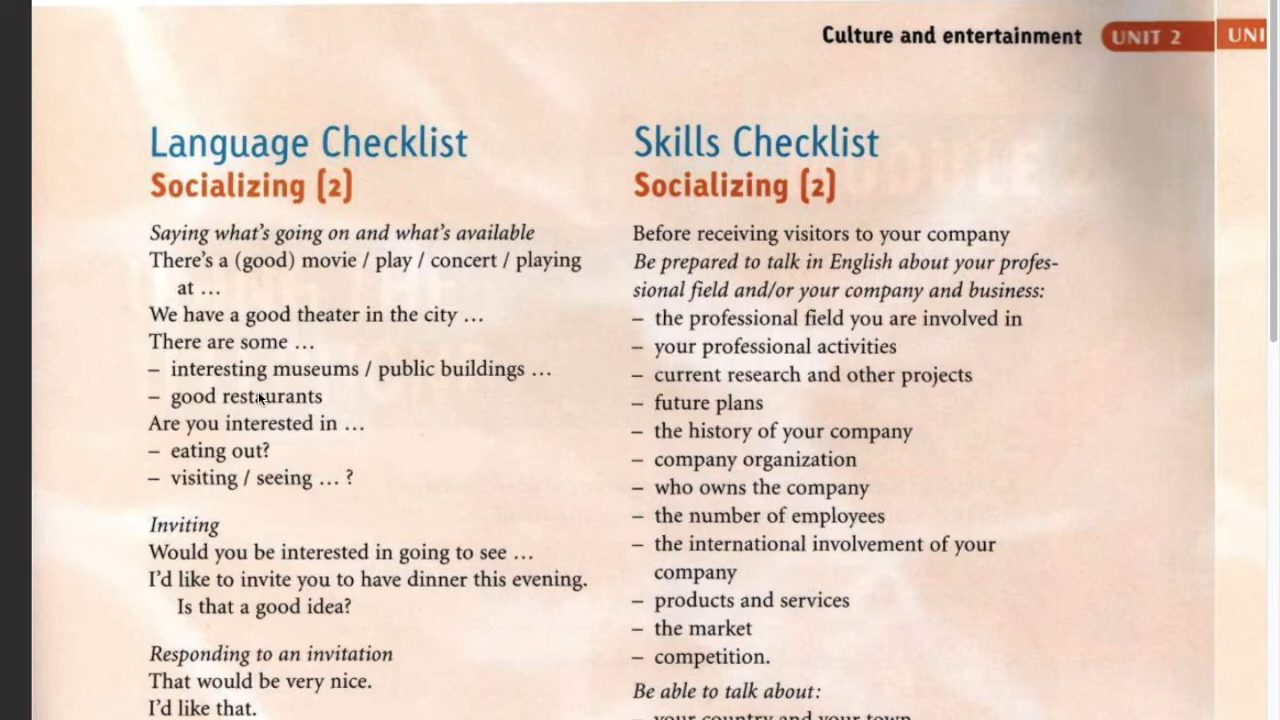 Culture and entertainment UNIT 2 UNI
Language Checklist
Socializing (2)
Saying what's going on and what's available
There's a (good) movie / play / concert / playing
at …
We have a good theater in the city …
There are some …
– interesting museums / public buildings …
– good restaurants
Are you interested in …
– eating out?
– visiting / seeing … ?
Inviting
Would you be interested in going to see …
I'd like to invite you to have dinner this evening.
Is that a good idea?
Responding to an invitation
That would be very nice.
I'd like that.
Skills Checklist
Socializing (2)
Before receiving visitors to your company
Be prepared to talk in English about your profes-
sional field and/or your company and business:
– the professional field you are involved in
– your professional activities
– current research and other projects
– future plans
– the history of your company
– company organization
– who owns the company
– the number of employees
– the international involvement of your
company
– products and services
– the market
– competition.
Be able to talk about:
– your country and your town